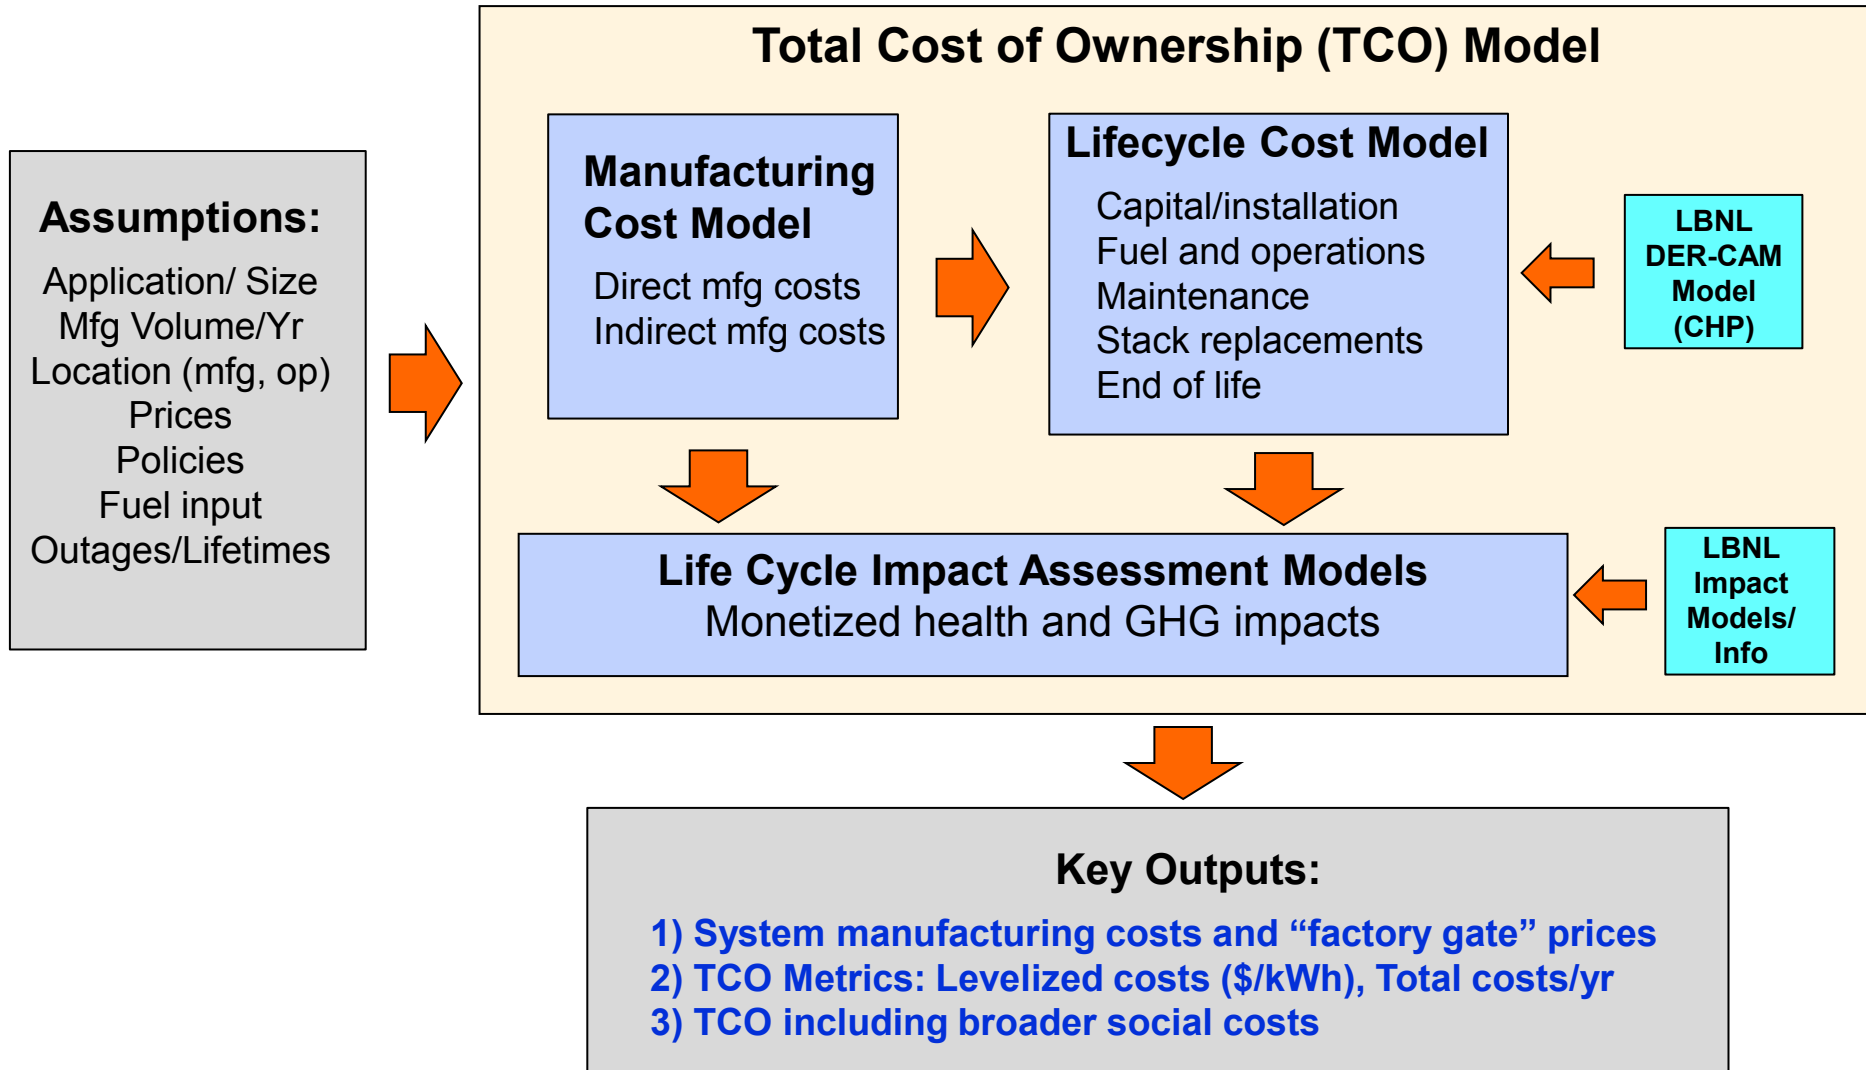 Total Cost of Ownership (TCO) Model
Assumptions:
Application/ Size
Mfg Volume/Yr
Location (mfg, op)
Prices
Policies
Fuel input
Outages/Lifetimes
Manufacturing
Cost Model
Direct mfg costs
Indirect mfg costs
Lifecycle Cost Model
Capital/installation
Fuel and operations
Maintenance
Stack replacements
End of life
LBNL
DER-CAM
Model
(CHP)
Life Cycle Impact Assessment Models
Monetized health and GHG impacts
LBNL
Impact
Models/
Info
Key Outputs:
1) System manufacturing costs and “factory gate” prices
2) TCO Metrics: Levelized costs ($/kWh), Total costs/yr
3) TCO including broader social costs